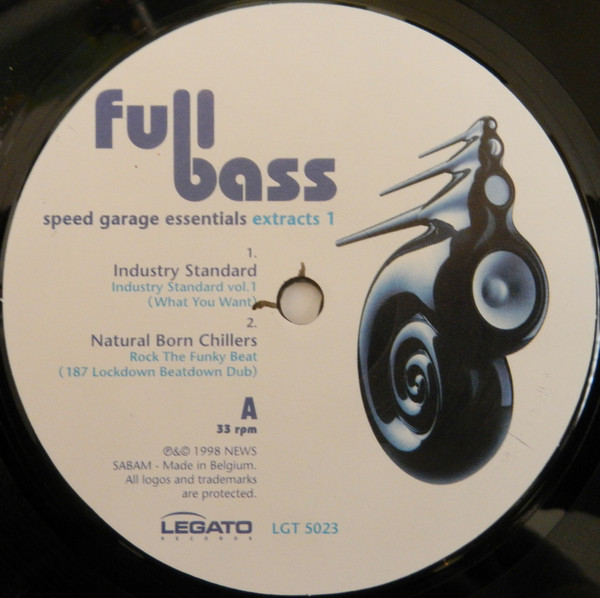 full
bass
speed garage essentials extracts 1
1.
Industry Standard
Industry Standard vol.1
(What You Want)
2.
Natural Born Chillers
Rock The Funky Beat
(187 Lockdown Beatdown Dub)
A
33 rpm
℗&© 1998 NEWS
SABAM - Made in Belgium.
All logos and trademarks
are protected.
LEGATO
RECORDS
LGT 5023